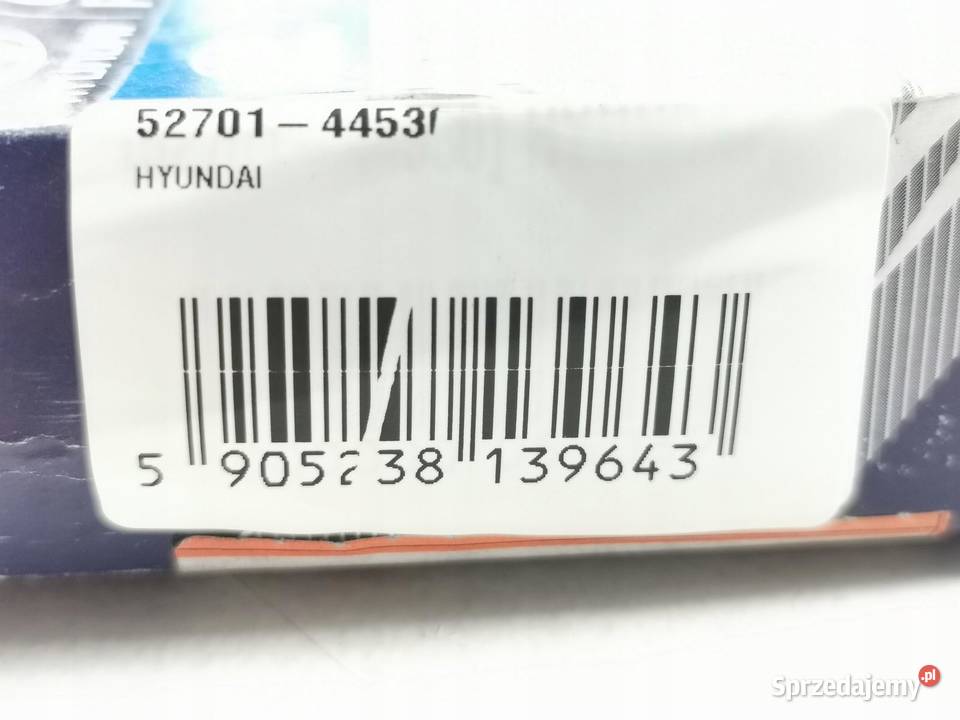 52701-4453
HYUNDAI
5 905238 139643
Sprzedajemy.pl